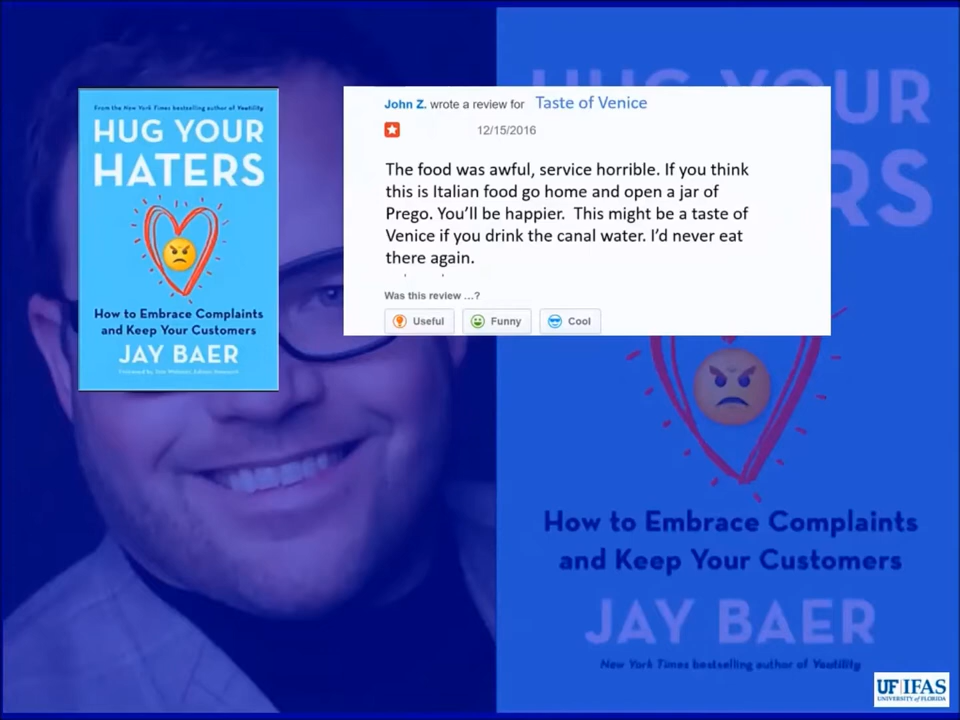 From the New York Times bestselling author of Youtility
HUG YOUR
HATERS
How to Embrace Complaints
and Keep Your Customers
JAY BAER
John Z. wrote a review for Taste of Venice
12/15/2016
The food was awful, service horrible. If you think
this is Italian food go home and open a jar of
Prego. You’ll be happier.  This might be a taste of
Venice if you drink the canal water. I’d never eat
there again.
Was this review …?
Useful
Funny
Cool
HUG YOUR
RS
How to Embrace Complaints
and Keep Your Customers
JAY BAER
New York Times bestselling author of Youtility
UF IFAS
UNIVERSITY of FLORIDA